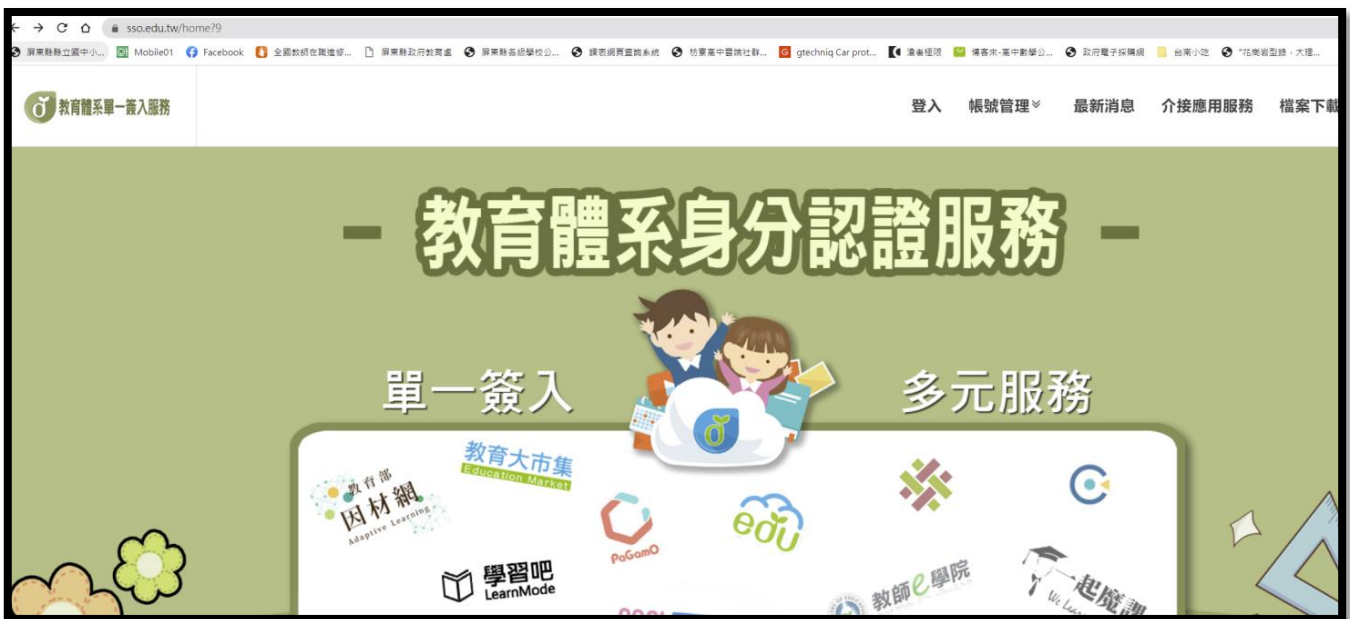 sso.edu.tw/home?9
屏東縣縣立國中小... Mobile01 Facebook 全國教師在職進修... 屏東縣政府教育處 屏東縣各級學校公... 課表網頁查詢系統 枋寮高中雲端社群... gtechniq Car prot... 博客來-高中數學公... 政府電子採購網 台東小吃 "花崗岩型錄，大理...
教育體系單一簽入服務
登入 帳號管理 最新消息 介接應用服務 檔案下載
- 教育體系身分認證服務 -
單一簽入 多元服務
教育部
因材網
Adaptive Learning
教育大市集
Education Market
PaGamO
edu
學習吧
LearnMode
教師e學院
一起魔課